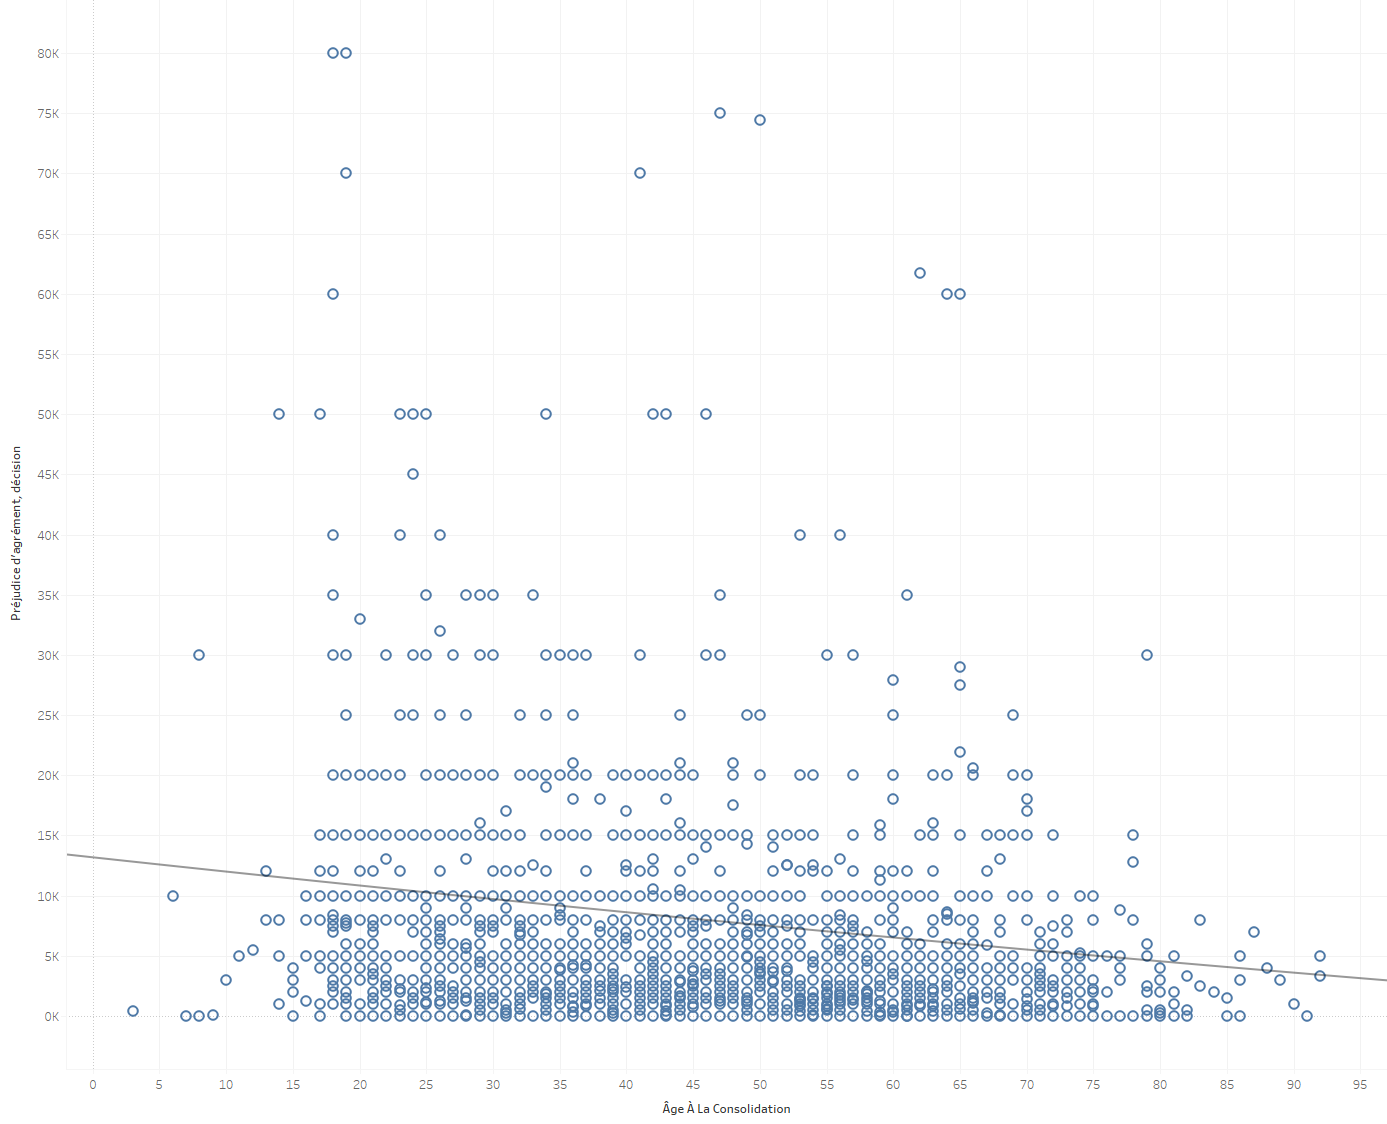 80K
75K
70K
65K
60K
55K
50K
45K
40K
35K
30K
25K
20K
15K
10K
5K
0K
Préjudice d'agrément, décision
0 5 10 15 20 25 30 35 40 45 50 55 60 65 70 75 80 85 90 95
Âge À La Consolidation